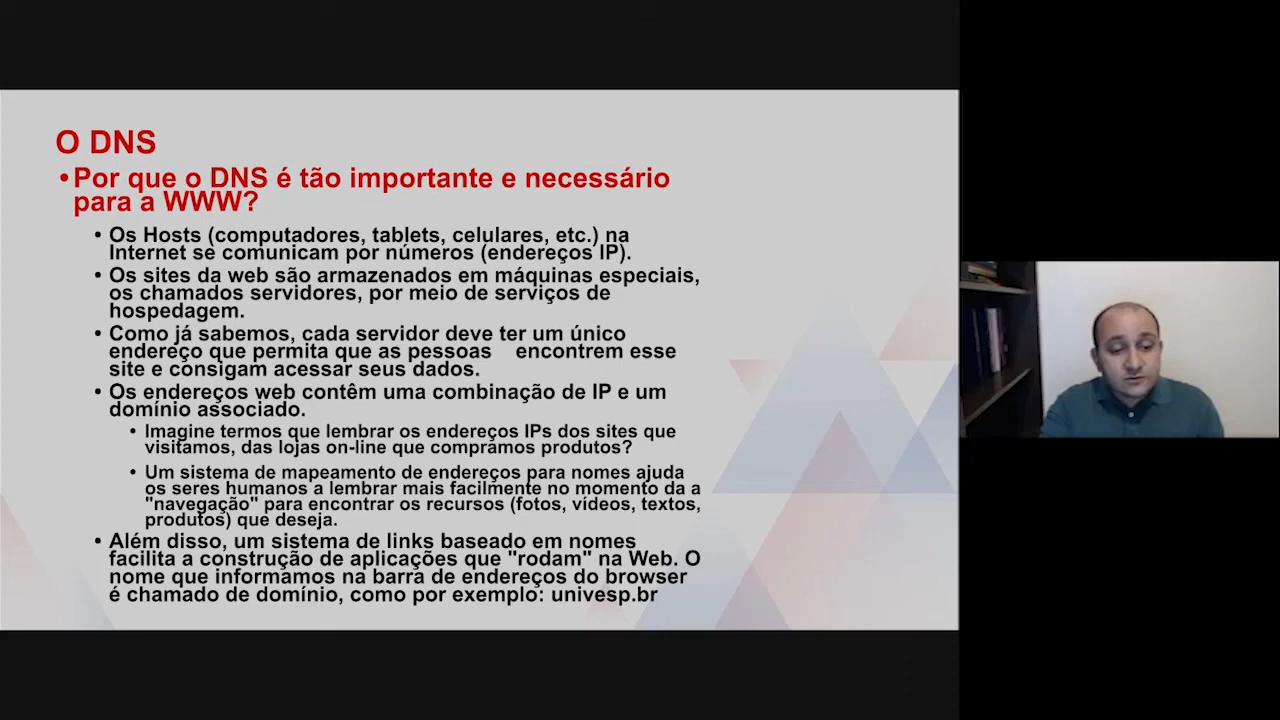 O DNS
•Por que o DNS é tão importante e necessário
para a WWW?
• Os Hosts (computadores, tablets, celulares, etc.) na
Internet se comunicam por números (endereços IP).
• Os sites da web são armazenados em máquinas especiais,
os chamados servidores, por meio de serviços de
hospedagem.
• Como já sabemos, cada servidor deve ter um único
endereço que permita que as pessoas encontrem esse
site e consigam acessar seus dados.
• Os endereços web contêm uma combinação de IP e um
domínio associado.
• Imagine termos que lembrar os endereços IPs dos sites que
visitamos, das lojas on-line que compramos produtos?
• Um sistema de mapeamento de endereços para nomes ajuda
os seres humanos a lembrar mais facilmente no momento da a
"navegação" para encontrar os recursos (fotos, vídeos, textos,
produtos) que deseja.
• Além disso, um sistema de links baseado em nomes
facilita a construção de aplicações que "rodam" na Web. O
nome que informamos na barra de endereços do browser
é chamado de domínio, como por exemplo: univesp.br